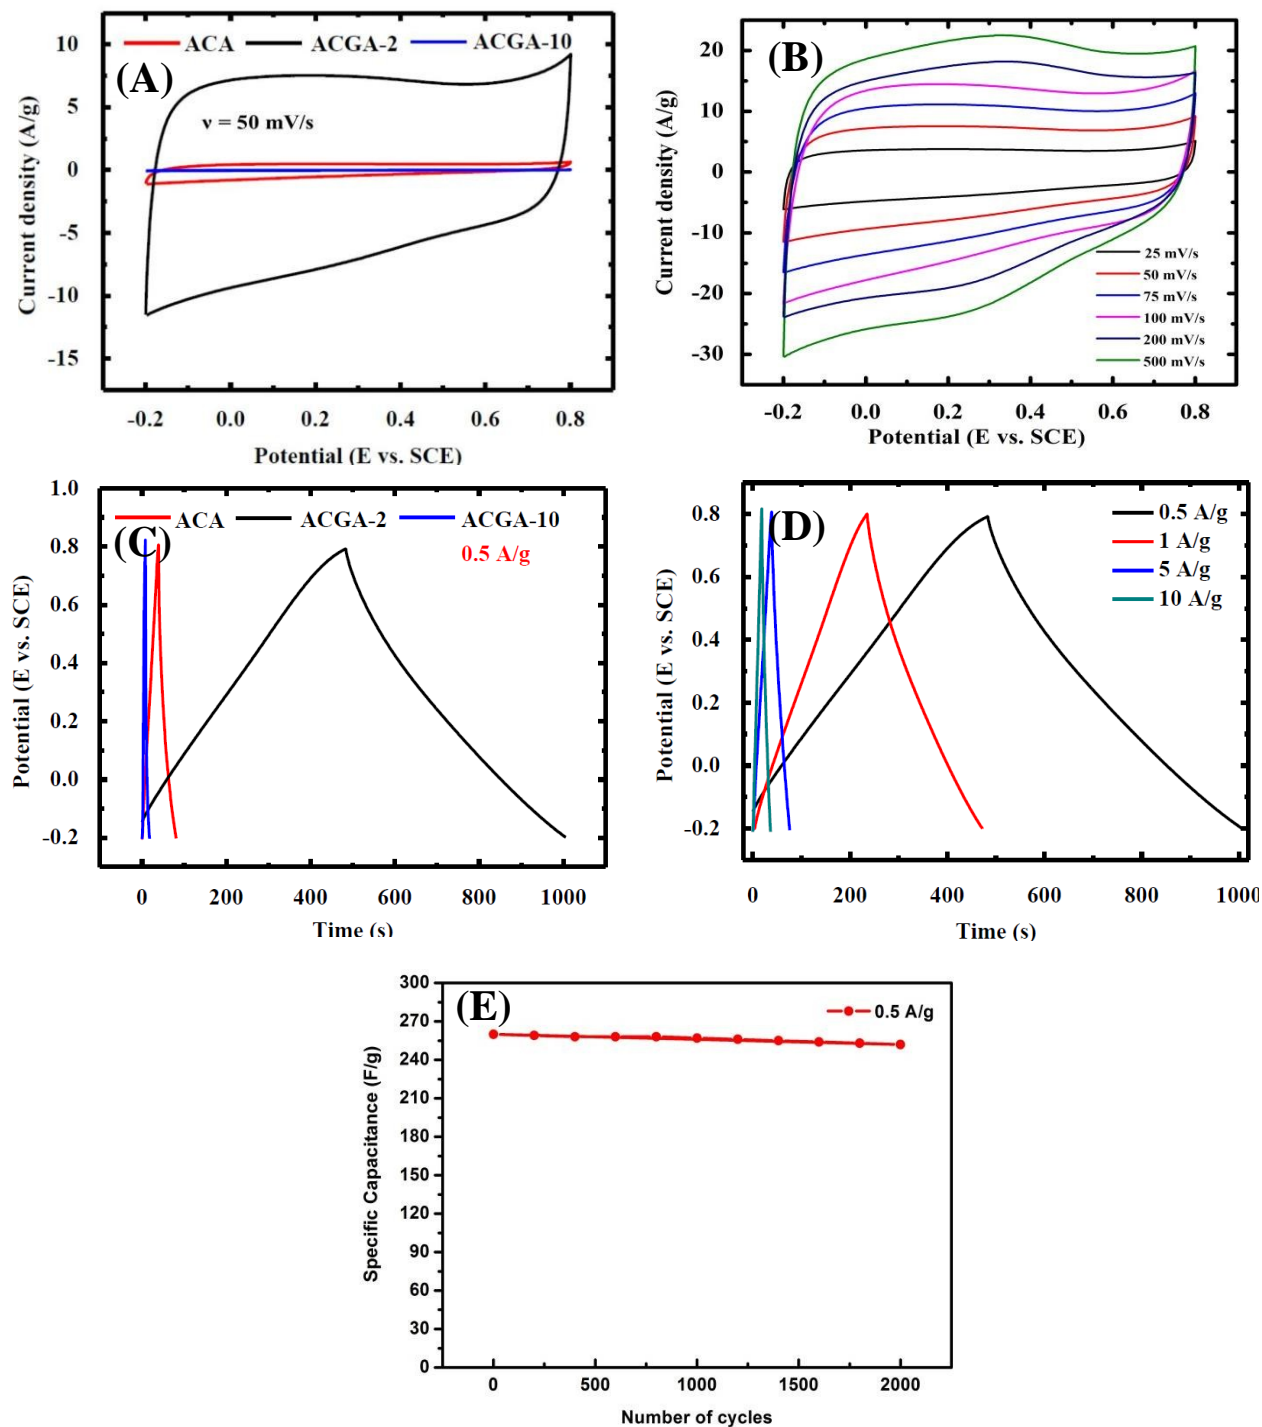 (A)
ACA ACGA-2 ACGA-10
ν = 50 mV/s
10
5
0
-5
-10
-15
Current density (A/g)
-0.2 0.0 0.2 0.4 0.6 0.8
Potential (E vs. SCE)
(B)
20
10
0
-10
-20
-30
Current density (A/g)
25 mV/s
50 mV/s
75 mV/s
100 mV/s
200 mV/s
500 mV/s
-0.2 0.0 0.2 0.4 0.6 0.8
Potential (E vs. SCE)
(C)
ACA ACGA-2 ACGA-10
0.5 A/g
1.0
0.8
0.6
0.4
0.2
0.0
-0.2
Potential (E vs. SCE)
0 200 400 600 800 1000
Time (s)
(D)
0.5 A/g
1 A/g
5 A/g
10 A/g
0.8
0.6
0.4
0.2
0.0
-0.2
Potential (E vs. SCE)
0 200 400 600 800 1000
Time (s)
(E)
0.5 A/g
300
270
240
210
180
150
120
90
60
30
0
Specific Capacitance (F/g)
0 500 1000 1500 2000
Number of cycles